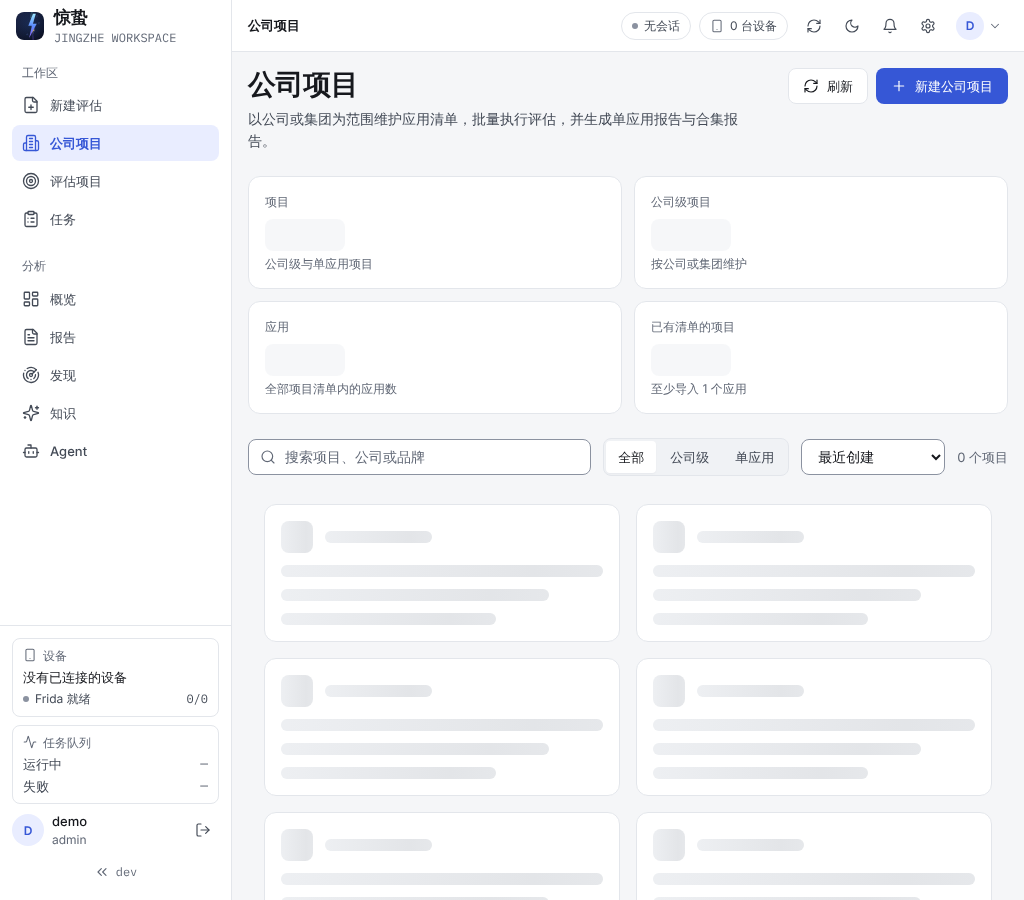 惊蛰
JINGZHE WORKSPACE
工作区
新建评估
公司项目
评估项目
任务
分析
概览
报告
发现
知识
Agent
设备
没有已连接的设备
Frida 就绪 0/0
任务队列
运行中 —
失败 —
D demo
admin
dev
公司项目
无会话
0 台设备
D
公司项目
以公司或集团为范围维护应用清单，批量执行评估，并生成单应用报告与合集报
告。
刷新
新建公司项目
项目
公司级与单应用项目
公司级项目
按公司或集团维护
应用
全部项目清单内的应用数
已有清单的项目
至少导入 1 个应用
搜索项目、公司或品牌
全部 公司级 单应用
最近创建
0 个项目